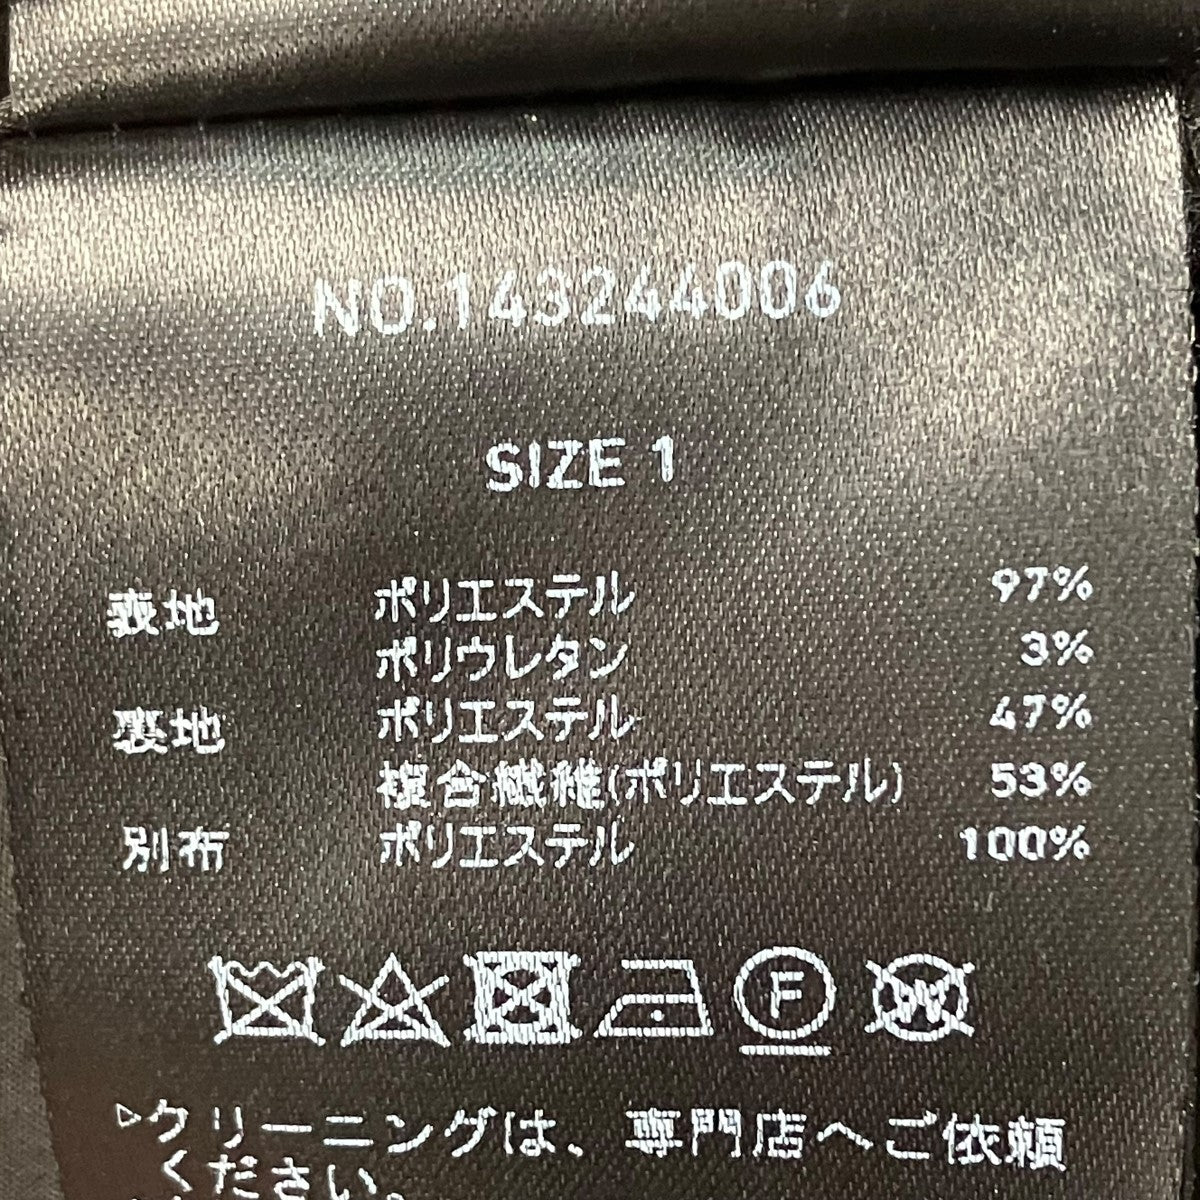 NO.143244006
SIZE 1
表地 ポリエステル 97%
ポリウレタン 3%
裏地 ポリエステル 47%
複合繊維(ポリエステル) 53%
別布 ポリエステル 100%
F W
▷クリーニングは、専門店へご依頼
ください。